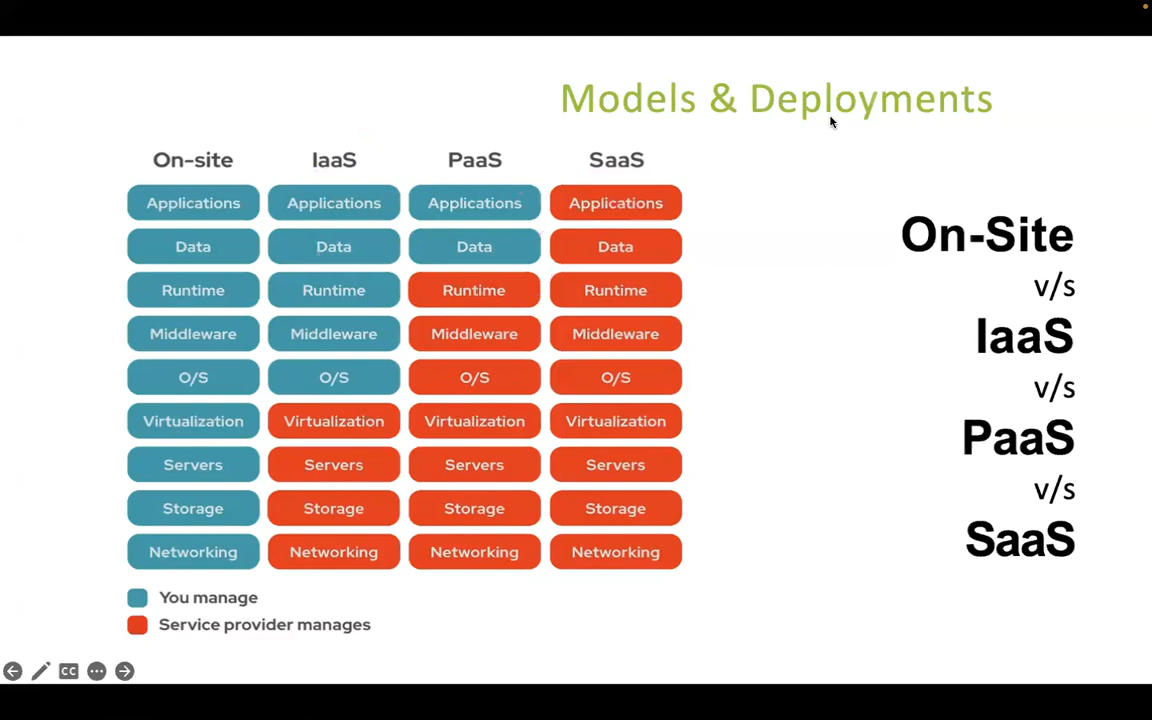 Models & Deployments
On-site IaaS PaaS SaaS
Applications Applications Applications Applications
Data Data Data Data
Runtime Runtime Runtime Runtime
Middleware Middleware Middleware Middleware
O/S O/S O/S O/S
Virtualization Virtualization Virtualization Virtualization
Servers Servers Servers Servers
Storage Storage Storage Storage
Networking Networking Networking Networking
You manage
Service provider manages
On-Site
v/s
IaaS
v/s
PaaS
v/s
SaaS
CC